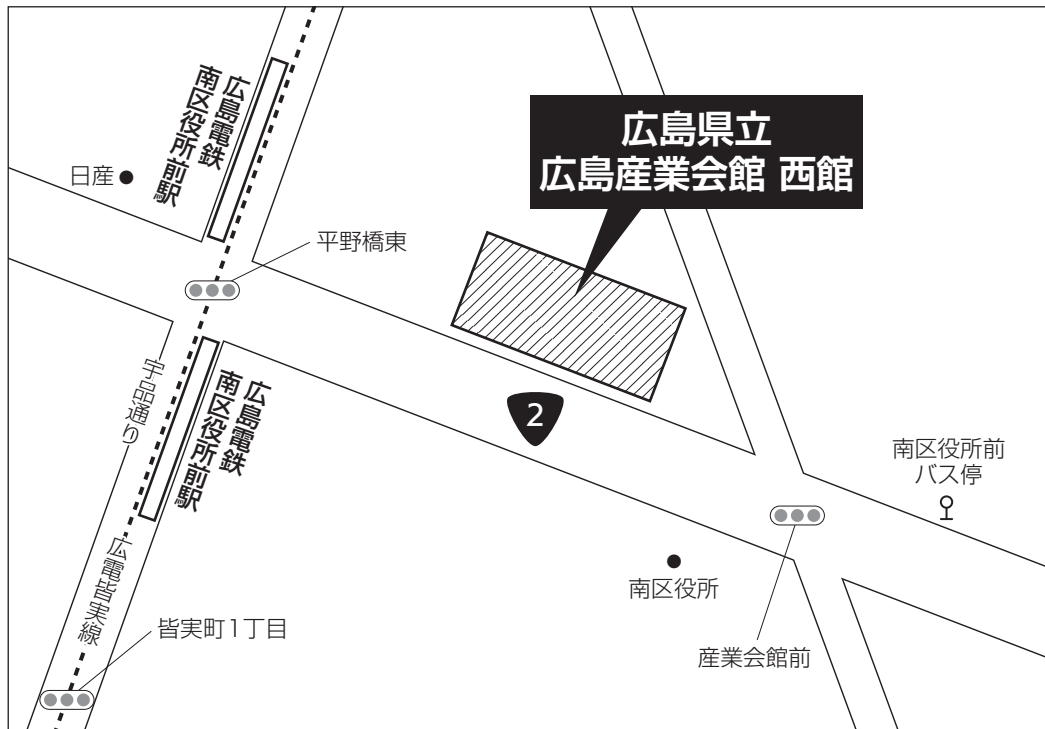 広島電鉄
南区役所前駅
日産
広島県立
広島産業会館 西館
平野橋東
宇品通り
広島電鉄
南区役所前駅
2
南区役所前
バス停
南区役所
産業会館前
広電皆実線
皆実町1丁目